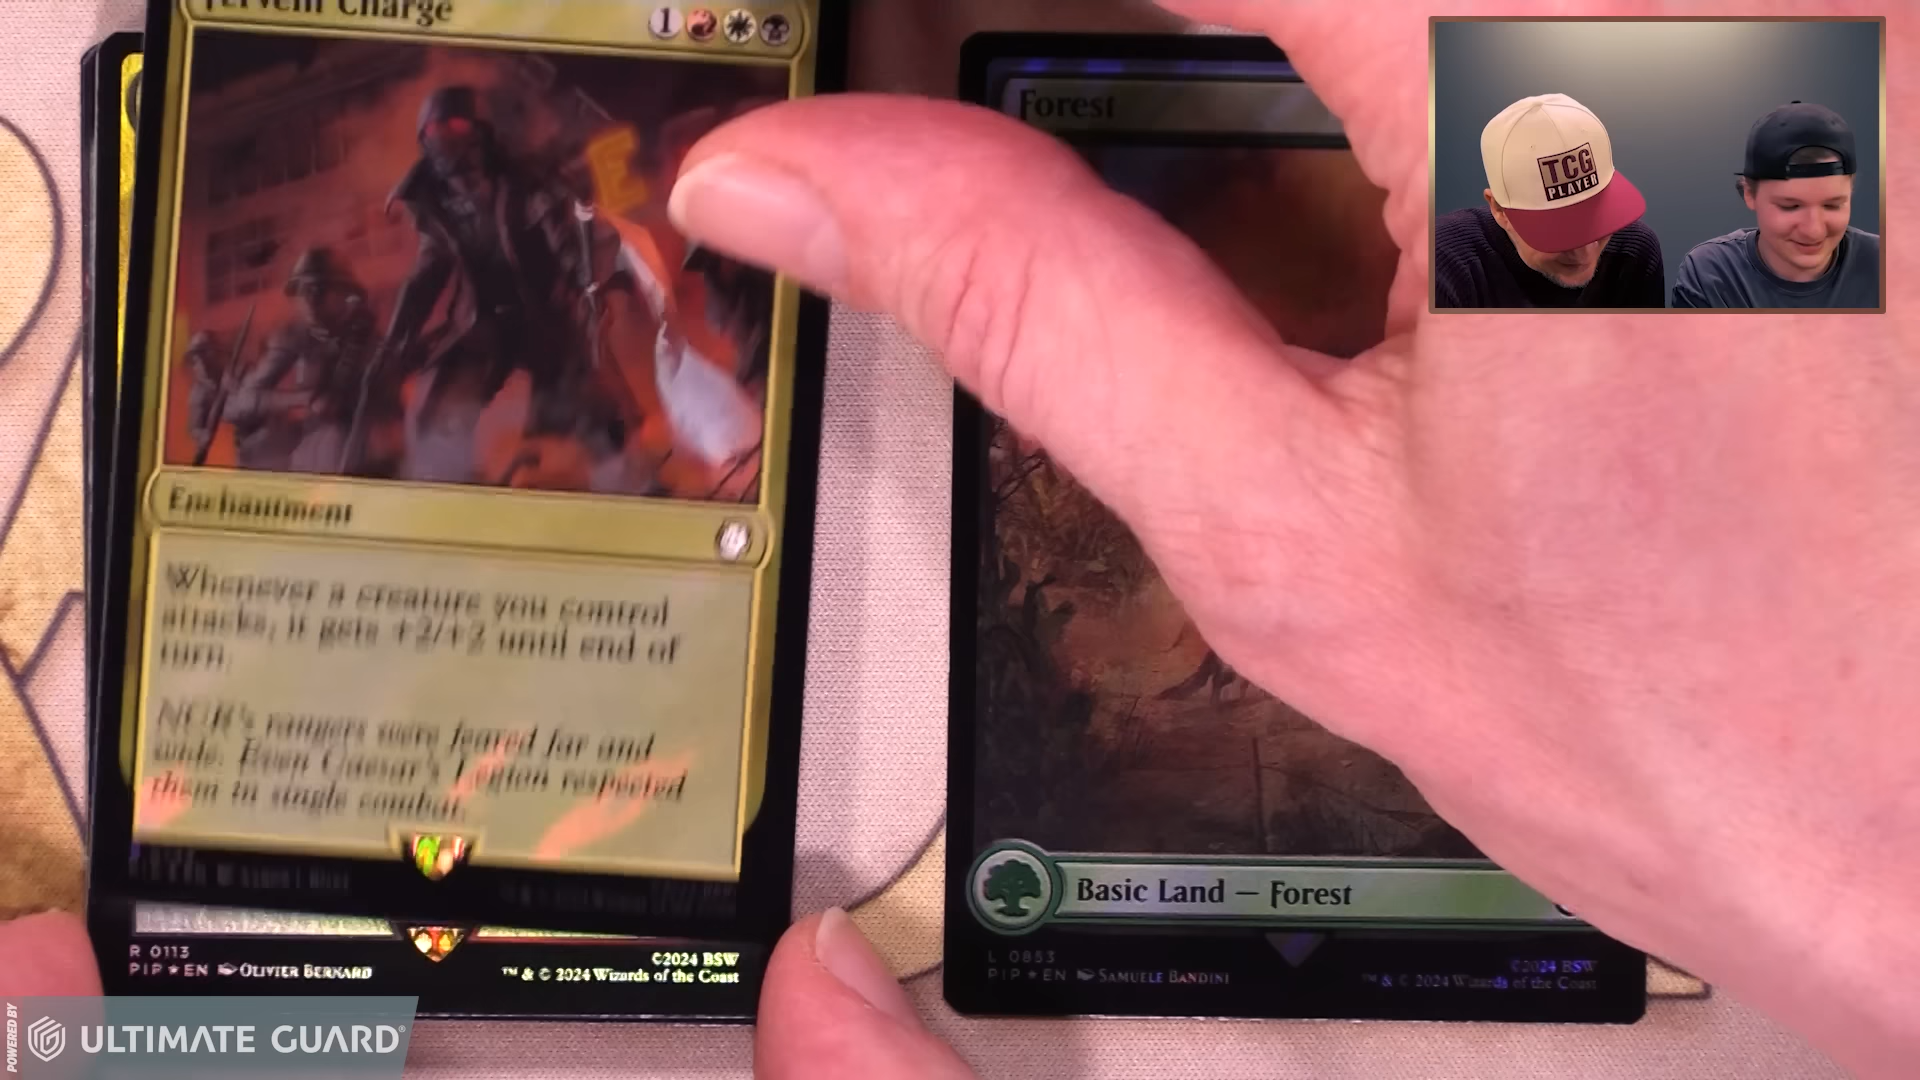 Fervent Charge
1
E
Enchantment
Whenever a creature you control
attacks, it gets +2/+2 until end of
turn.
NCR's rangers were feared far and
wide. Even Caesar's Legion respected
them in single combat.
R 0113
PIP★EN OLIVIER BERNARD
©2024 BSW
™ & © 2024 Wizards of the Coast
Forest
Basic Land — Forest
L 0853
PIP★EN SAMUELE BANDINI
©2024 BSW
™ & © 2024 Wizards of the Coast
TCG
PLAYER
POWERED BY
ULTIMATE GUARD®